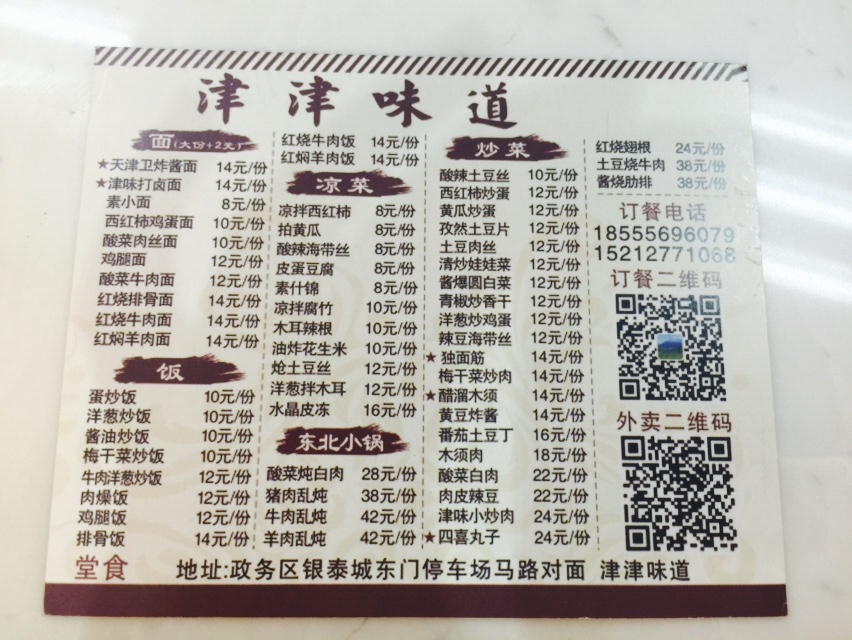 津津味道
面(大份+2元)
★天津卫炸酱面 14元/份
★津味打卤面 14元/份
素小面 8元/份
西红柿鸡蛋面 10元/份
酸菜肉丝面 10元/份
鸡腿面 12元/份
酸菜牛肉面 12元/份
红烧排骨面 14元/份
红烧牛肉面 14元/份
红焖羊肉面 14元/份
饭
蛋炒饭 10元/份
洋葱炒饭 10元/份
酱油炒饭 10元/份
梅干菜炒饭 10元/份
牛肉洋葱炒饭 12元/份
肉燥饭 12元/份
鸡腿饭 12元/份
排骨饭 14元/份
红烧牛肉饭 14元/份
红焖羊肉饭 14元/份
凉菜
凉拌西红柿 8元/份
拍黄瓜 8元/份
酸辣海带丝 8元/份
皮蛋豆腐 8元/份
素什锦 8元/份
凉拌腐竹 10元/份
木耳辣根 10元/份
油炸花生米 10元/份
炝土豆丝 12元/份
洋葱拌木耳 12元/份
水晶皮冻 16元/份
东北小锅
酸菜炖白肉 28元/份
猪肉乱炖 38元/份
牛肉乱炖 42元/份
羊肉乱炖 42元/份
炒菜
酸辣土豆丝 10元/份
西红柿炒蛋 12元/份
黄瓜炒蛋 12元/份
孜然土豆片 12元/份
土豆肉丝 12元/份
清炒娃娃菜 12元/份
酱爆圆白菜 12元/份
青椒炒香干 12元/份
洋葱炒鸡蛋 12元/份
辣豆海带丝 12元/份
★独面筋 14元/份
梅干菜炒肉 14元/份
★醋溜木须 14元/份
黄豆炸酱 14元/份
番茄土豆丁 16元/份
木须肉 18元/份
酸菜白肉 22元/份
肉皮辣豆 22元/份
津味小炒肉 24元/份
★四喜丸子 24元/份
红烧翅根 24元/份
土豆烧牛肉 38元/份
酱烧肋排 38元/份
订餐电话
18555696079
15212771068
订餐二维码
外卖二维码
堂食 地址:政务区银泰城东门停车场马路对面 津津味道